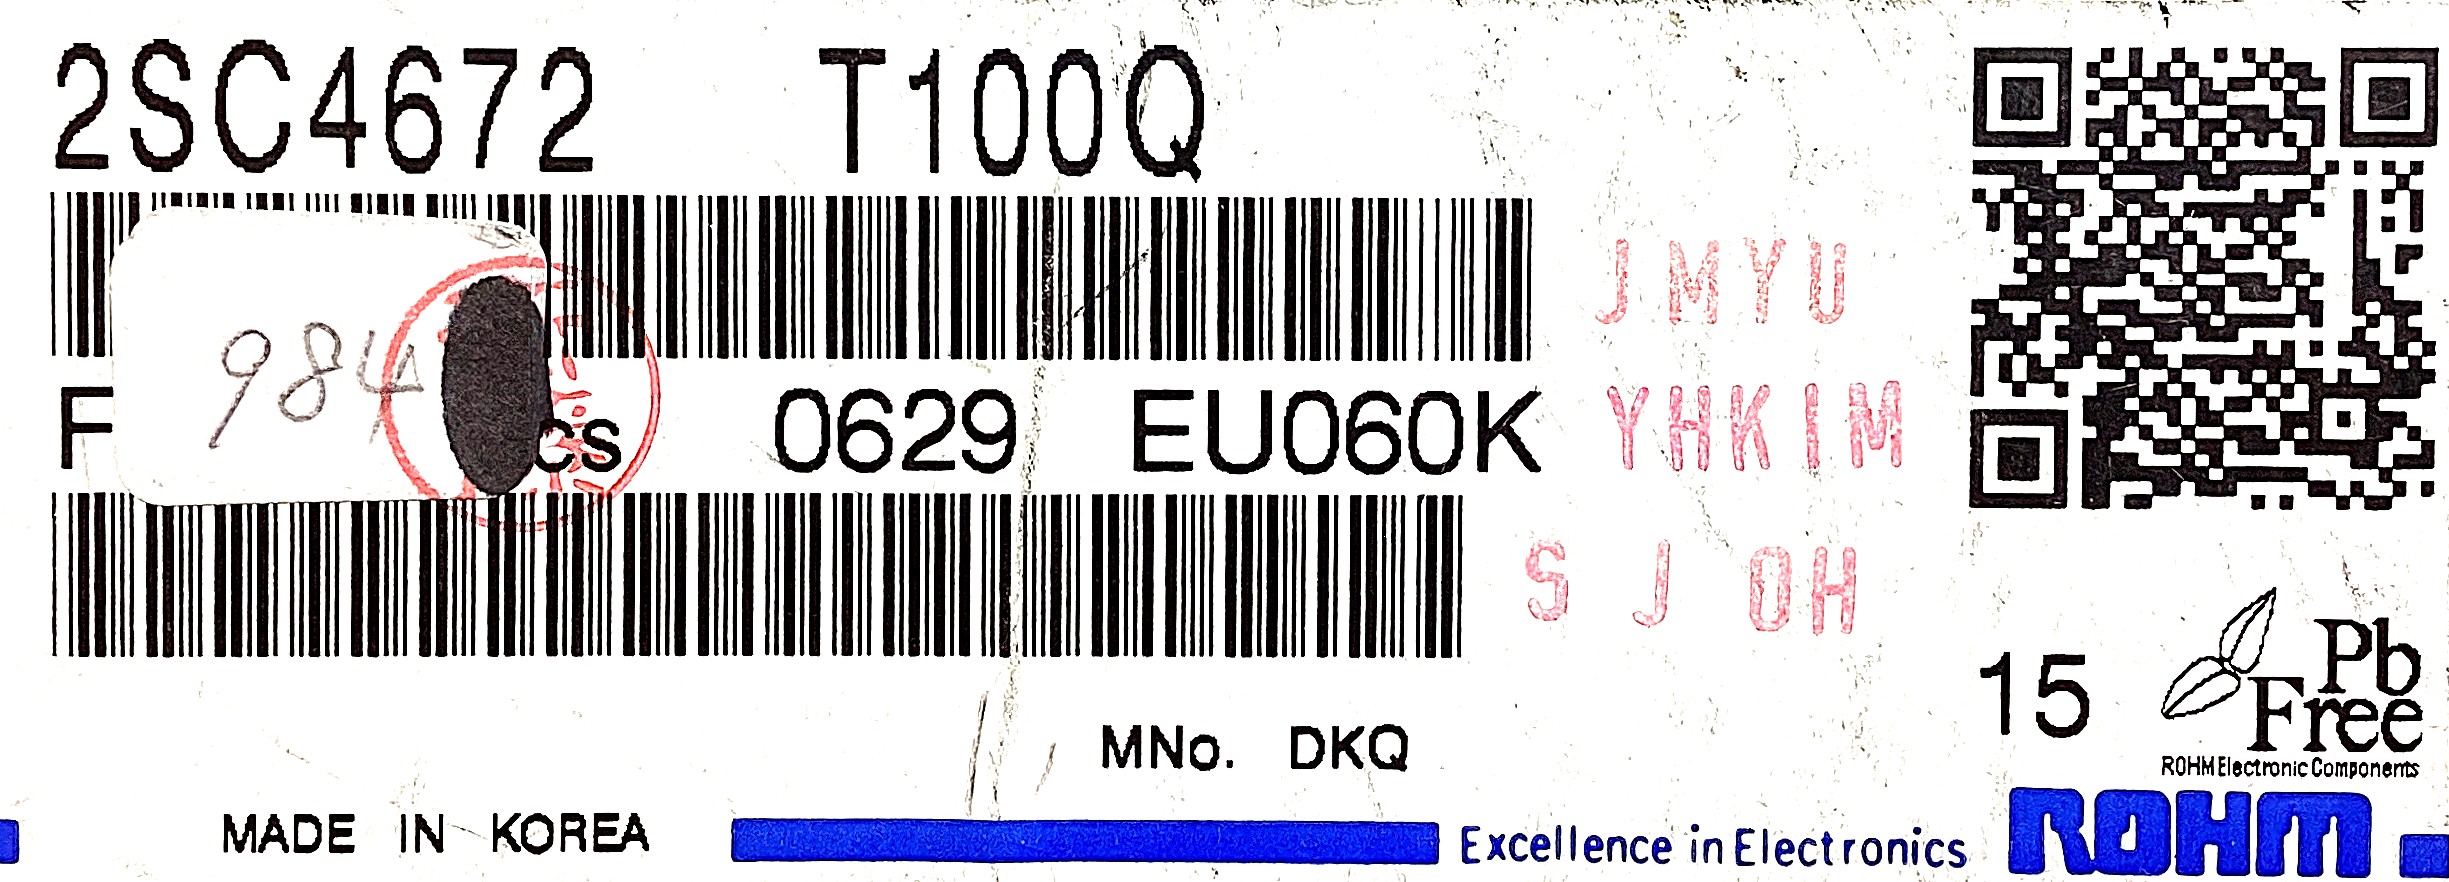 2SC4672 T100Q
JMYU
984
F cs 0629 EU060K
YHKIM
S J OH
15
Pb
Free
ROHM Electronic Components
MNo. DKQ
MADE IN KOREA
Excellence in Electronics
ROHM